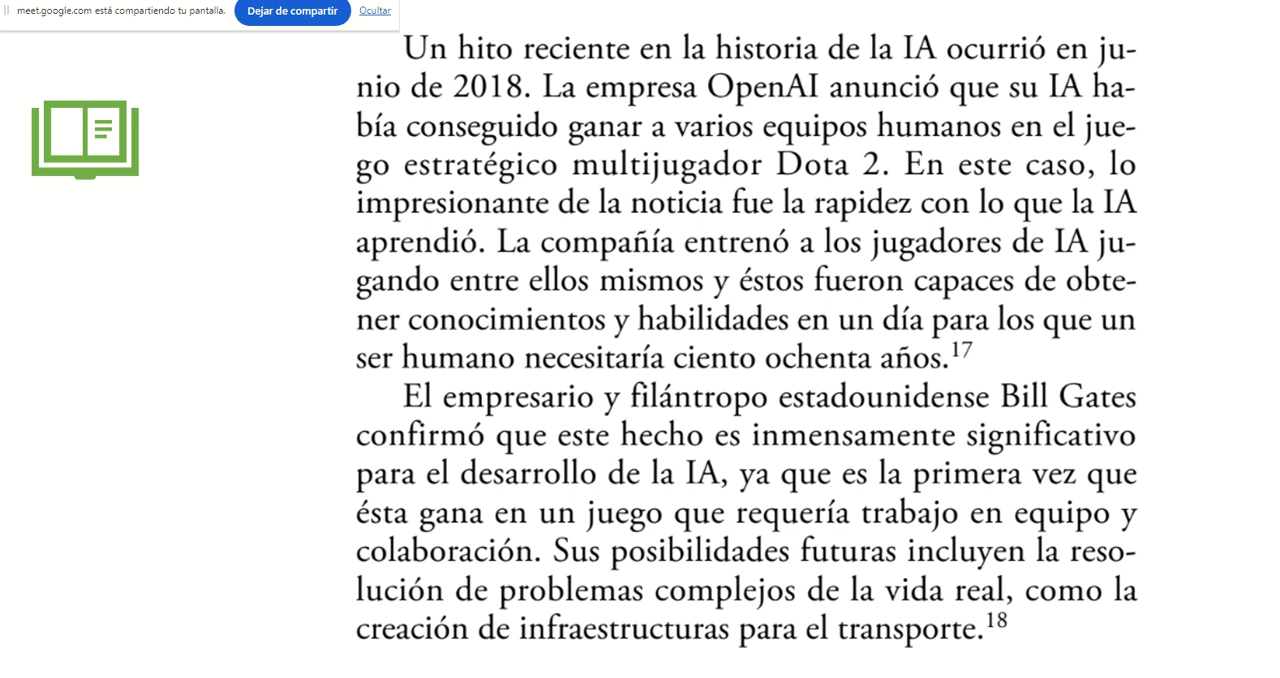 meet.google.com está compartiendo tu pantalla. Dejar de compartir Ocultar
Un hito reciente en la historia de la IA ocurrió en ju-
nio de 2018. La empresa OpenAI anunció que su IA ha-
bía conseguido ganar a varios equipos humanos en el jue-
go estratégico multijugador Dota 2. En este caso, lo
impresionante de la noticia fue la rapidez con lo que la IA
aprendió. La compañía entrenó a los jugadores de IA ju-
gando entre ellos mismos y éstos fueron capaces de obte-
ner conocimientos y habilidades en un día para los que un
ser humano necesitaría ciento ochenta años.17
El empresario y filántropo estadounidense Bill Gates
confirmó que este hecho es inmensamente significativo
para el desarrollo de la IA, ya que es la primera vez que
ésta gana en un juego que requería trabajo en equipo y
colaboración. Sus posibilidades futuras incluyen la reso-
lución de problemas complejos de la vida real, como la
creación de infraestructuras para el transporte.18